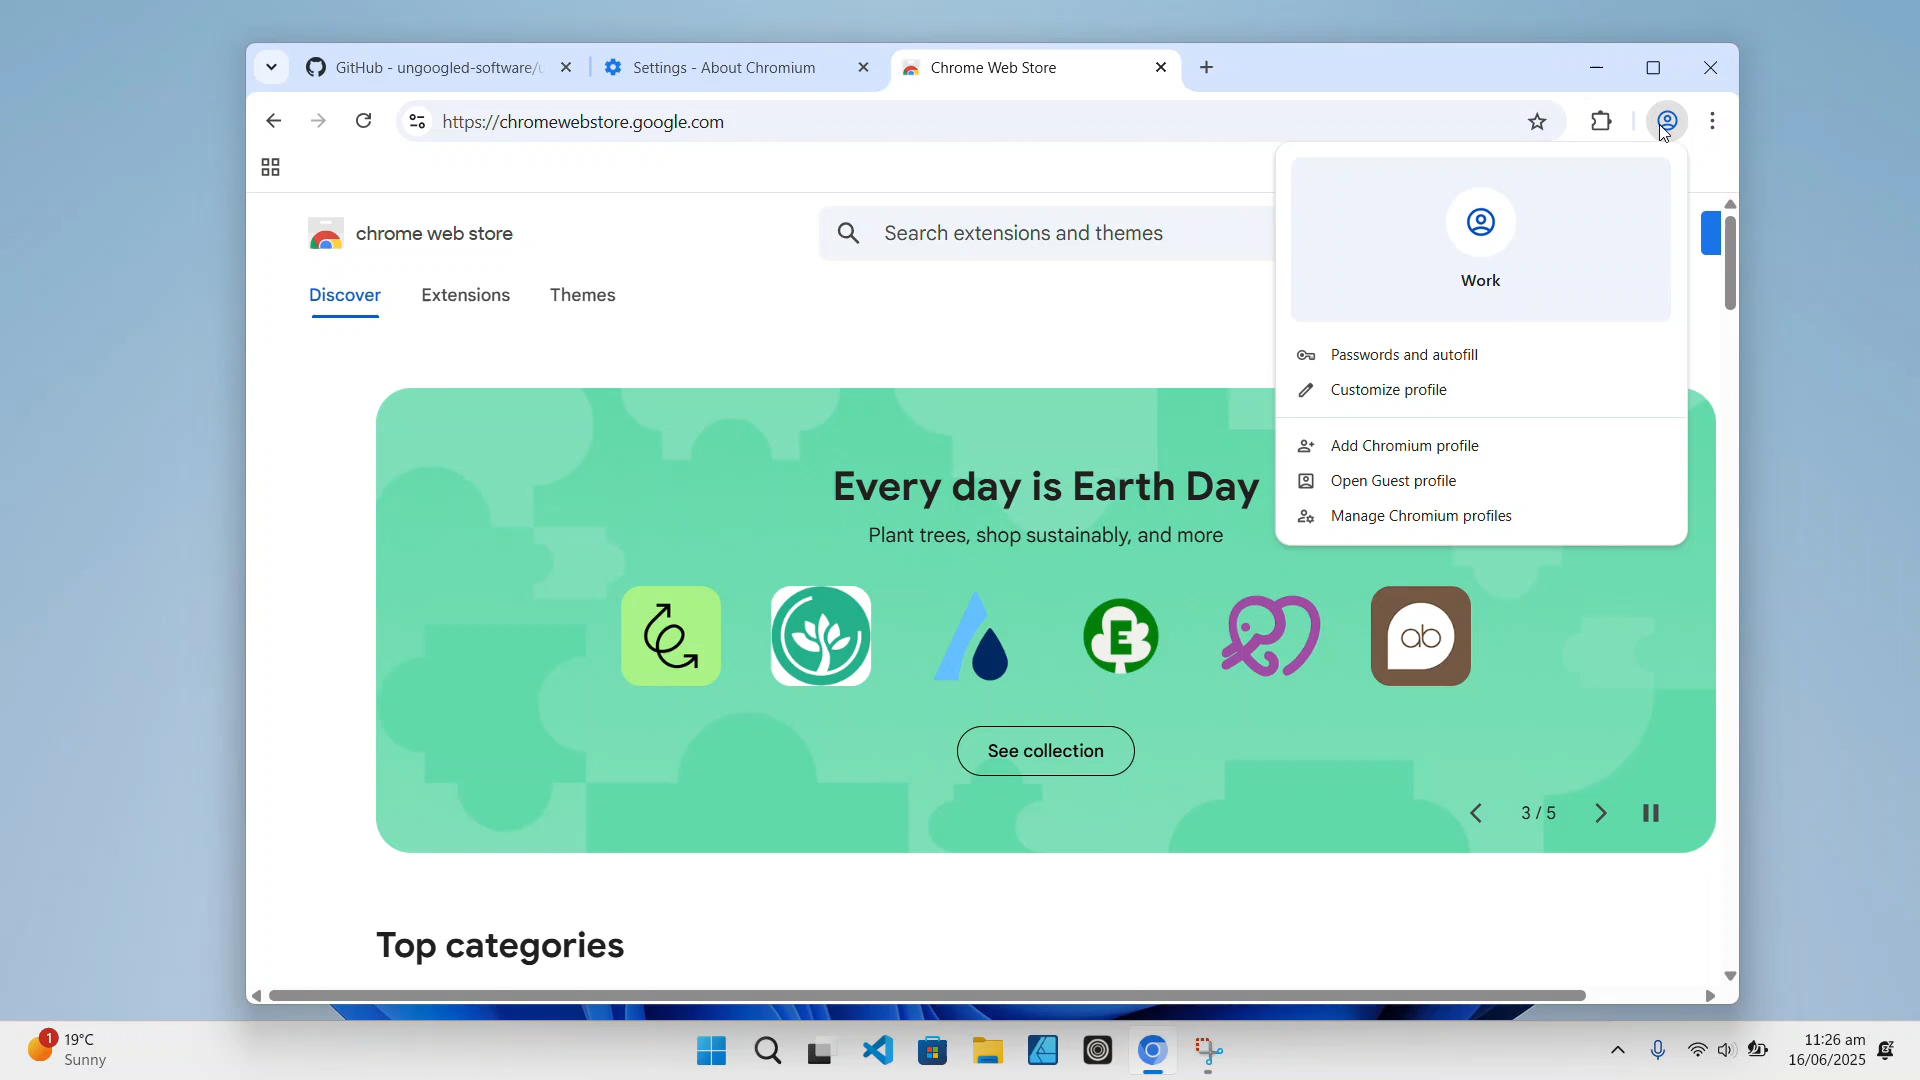 GitHub - ungoogled-software/
Settings - About Chromium
Chrome Web Store
https://chromewebstore.google.com
chrome web store
Search extensions and themes
Discover
Extensions
Themes
Work
Passwords and autofill
Customize profile
Add Chromium profile
Open Guest profile
Manage Chromium profiles
Every day is Earth Day
Plant trees, shop sustainably, and more
E
ab
See collection
3 / 5
Top categories
1
19°C
Sunny
11:26 am
16/06/2025